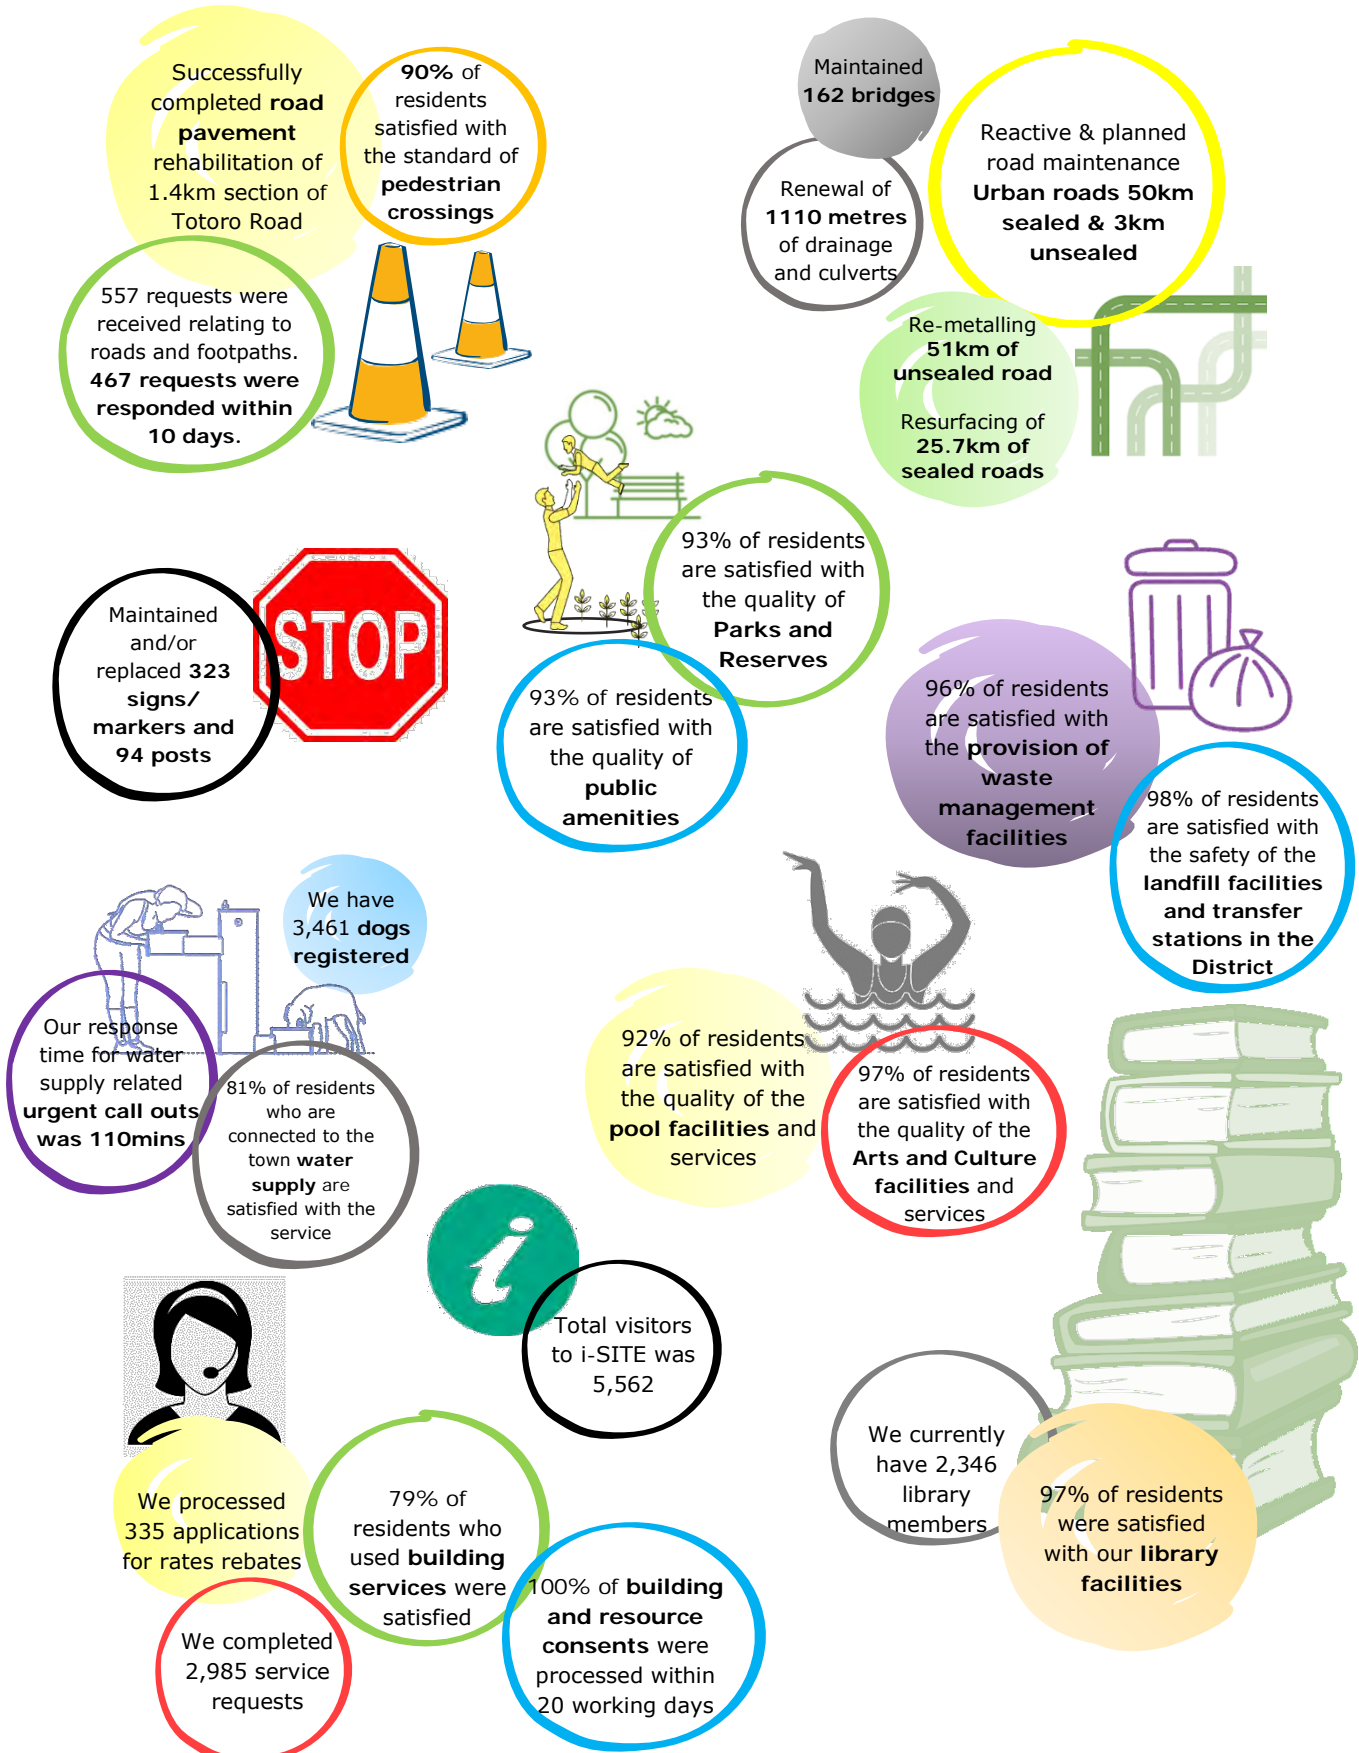 Successfully
completed road
pavement
rehabilitation of
1.4km section of
Totoro Road
90% of
residents
satisfied with
the standard of
pedestrian
crossings
557 requests were
received relating to
roads and footpaths.
467 requests were
responded within
10 days.
Maintained
162 bridges
Renewal of
1110 metres
of drainage
and culverts
Reactive & planned
road maintenance
Urban roads 50km
sealed & 3km
unsealed
Re-metalling
51km of
unsealed road
Resurfacing of
25.7km of
sealed roads
Maintained
and/or
replaced 323
signs/
markers and
94 posts
STOP
93% of residents
are satisfied with
the quality of
Parks and
Reserves
93% of residents
are satisfied with
the quality of
public
amenities
96% of residents
are satisfied with
the provision of
waste
management
facilities
98% of residents
are satisfied with
the safety of the
landfill facilities
and transfer
stations in the
District
We have
3,461 dogs
registered
Our response
time for water
supply related
urgent call outs
was 110mins
81% of residents
who are
connected to the
town water
supply are
satisfied with the
service
92% of residents
are satisfied with
the quality of the
pool facilities and
services
97% of residents
are satisfied with
the quality of the
Arts and Culture
facilities and
services
i
Total visitors
to i-SITE was
5,562
We currently
have 2,346
library
members
97% of residents
were satisfied
with our library
facilities
We processed
335 applications
for rates rebates
79% of
residents who
used building
services were
satisfied
100% of building
and resource
consents were
processed within
20 working days
We completed
2,985 service
requests